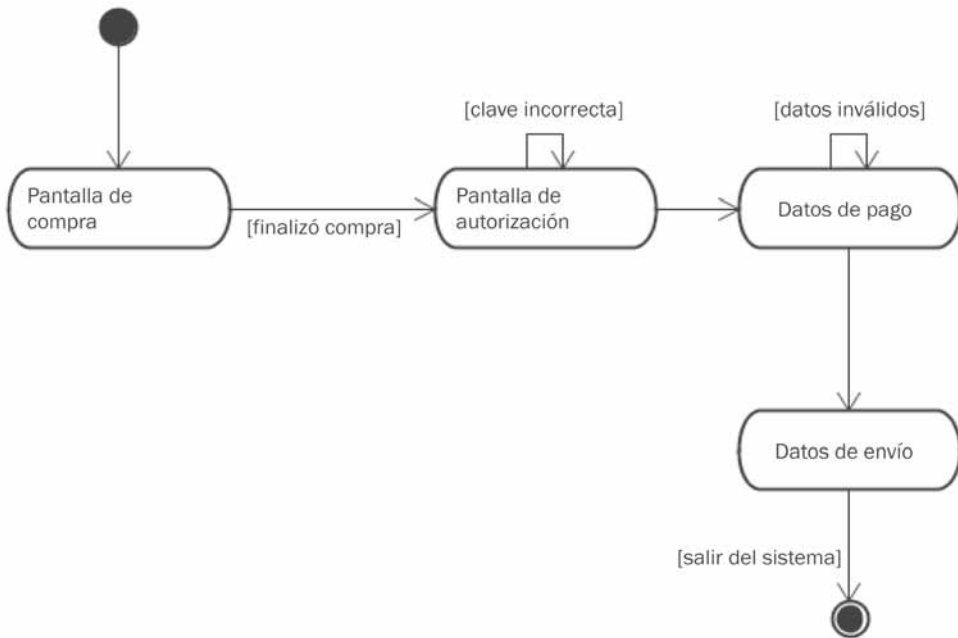 [clave incorrecta]
[datos inválidos]
Pantalla de
compra
[finalizó compra]
Pantalla de
autorización
Datos de pago
Datos de envío
[salir del sistema]